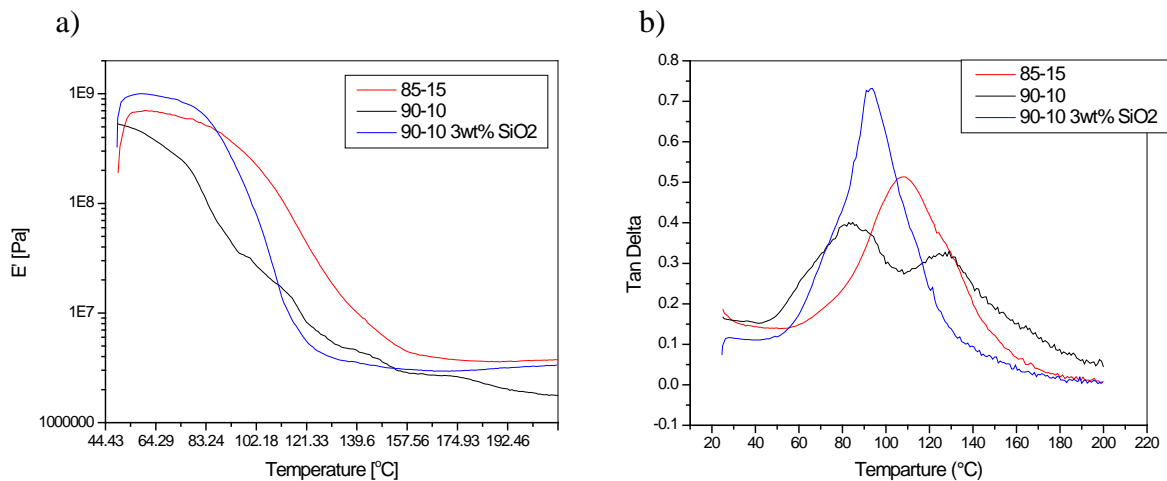 a)
1E9
1E8
1E7
1000000
E' [Pa]
44.43 64.29 83.24 102.18 121.33 139.6 157.56 174.93 192.46
Temperature [°C]
85-15
90-10
90-10 3wt% SiO2
b)
0.8
0.7
0.6
0.5
0.4
0.3
0.2
0.1
0.0
-0.1
Tan Delta
20 40 60 80 100 120 140 160 180 200 220
Temparture (°C)
85-15
90-10
90-10 3wt% SiO2